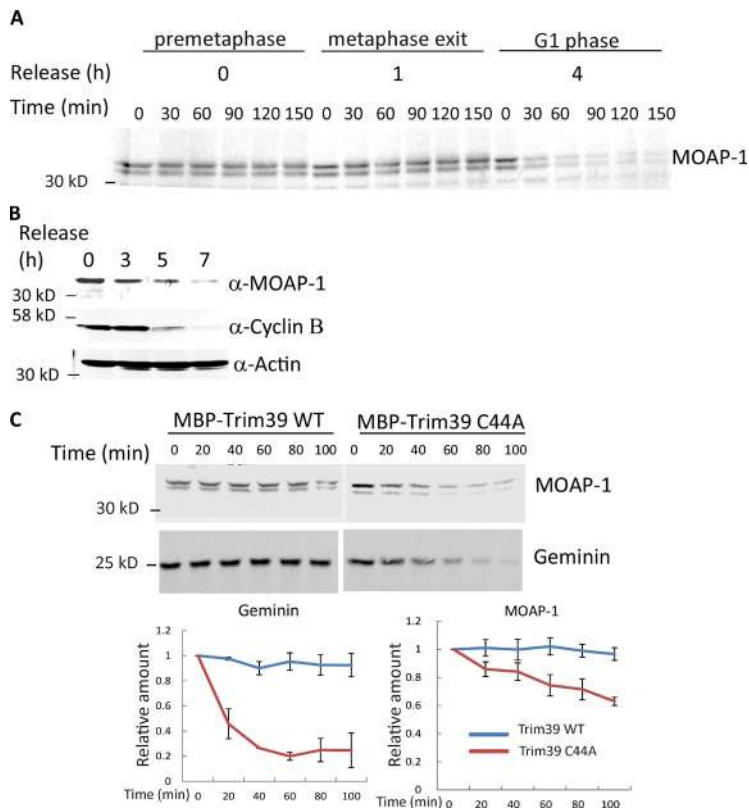 A
premetaphase metaphase exit G1 phase
Release (h) 0 1 4
Time (min) 0 30 60 90 120 150 0 30 60 90 120 150 0 30 60 90 120 150
MOAP-1
30 kD
B
Release
(h) 0 3 5 7
α-MOAP-1
30 kD
58 kD
α-Cyclin B
α-Actin
30 kD
C
MBP-Trim39 WT MBP-Trim39 C44A
Time (min) 0 20 40 60 80 100 0 20 40 60 80 100
MOAP-1
30 kD
25 kD
Geminin
Geminin
Relative amount
1.2
1
0.8
0.6
0.4
0.2
0
Time (min) 0 20 40 60 80 100
MOAP-1
Relative amount
1.2
1
0.8
0.6
0.4
0.2
0
Trim39 WT
Trim39 C44A
Time (min) 0 20 40 60 80 100